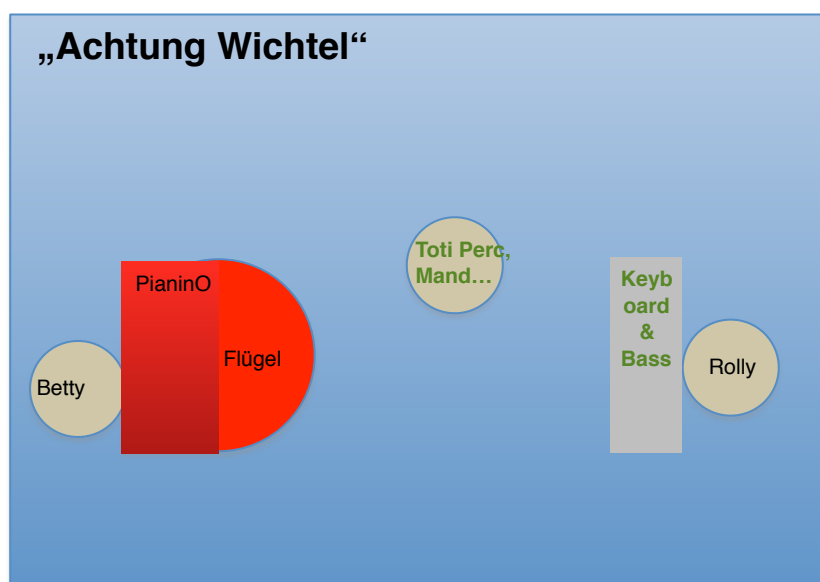 „Achtung Wichtel“
Toti Perc,
Mand…
PianinO
Keyb
oard
&
Bass
Flügel
Rolly
Betty